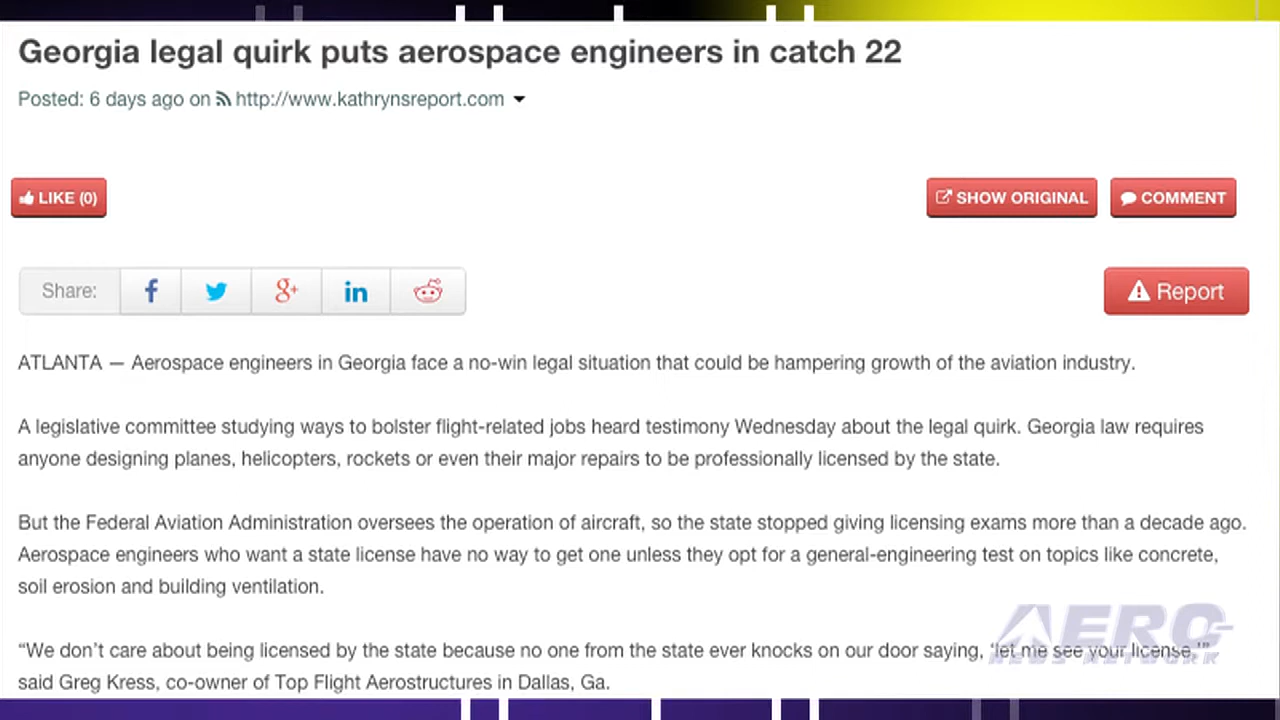 Georgia legal quirk puts aerospace engineers in catch 22
Posted: 6 days ago on http://www.kathrynsreport.com
LIKE (0)
SHOW ORIGINAL
COMMENT
Share:
Report
ATLANTA — Aerospace engineers in Georgia face a no-win legal situation that could be hampering growth of the aviation industry.
A legislative committee studying ways to bolster flight-related jobs heard testimony Wednesday about the legal quirk. Georgia law requires
anyone designing planes, helicopters, rockets or even their major repairs to be professionally licensed by the state.
But the Federal Aviation Administration oversees the operation of aircraft, so the state stopped giving licensing exams more than a decade ago.
Aerospace engineers who want a state license have no way to get one unless they opt for a general-engineering test on topics like concrete,
soil erosion and building ventilation.
“We don’t care about being licensed by the state because no one from the state ever knocks on our door saying, ‘let me see your license,’”
said Greg Kress, co-owner of Top Flight Aerostructures in Dallas, Ga.
AERO
NEWS NETWORK